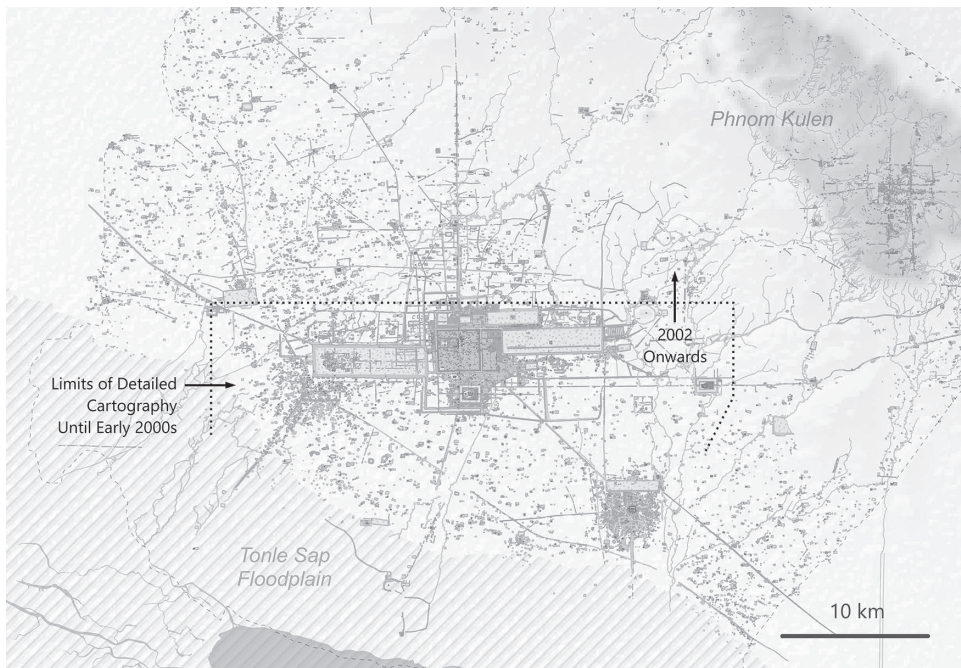 Phnom Kulen
2002
Onwards
Limits of Detailed
Cartography
Until Early 2000s
Tonle Sap
Floodplain
10 km